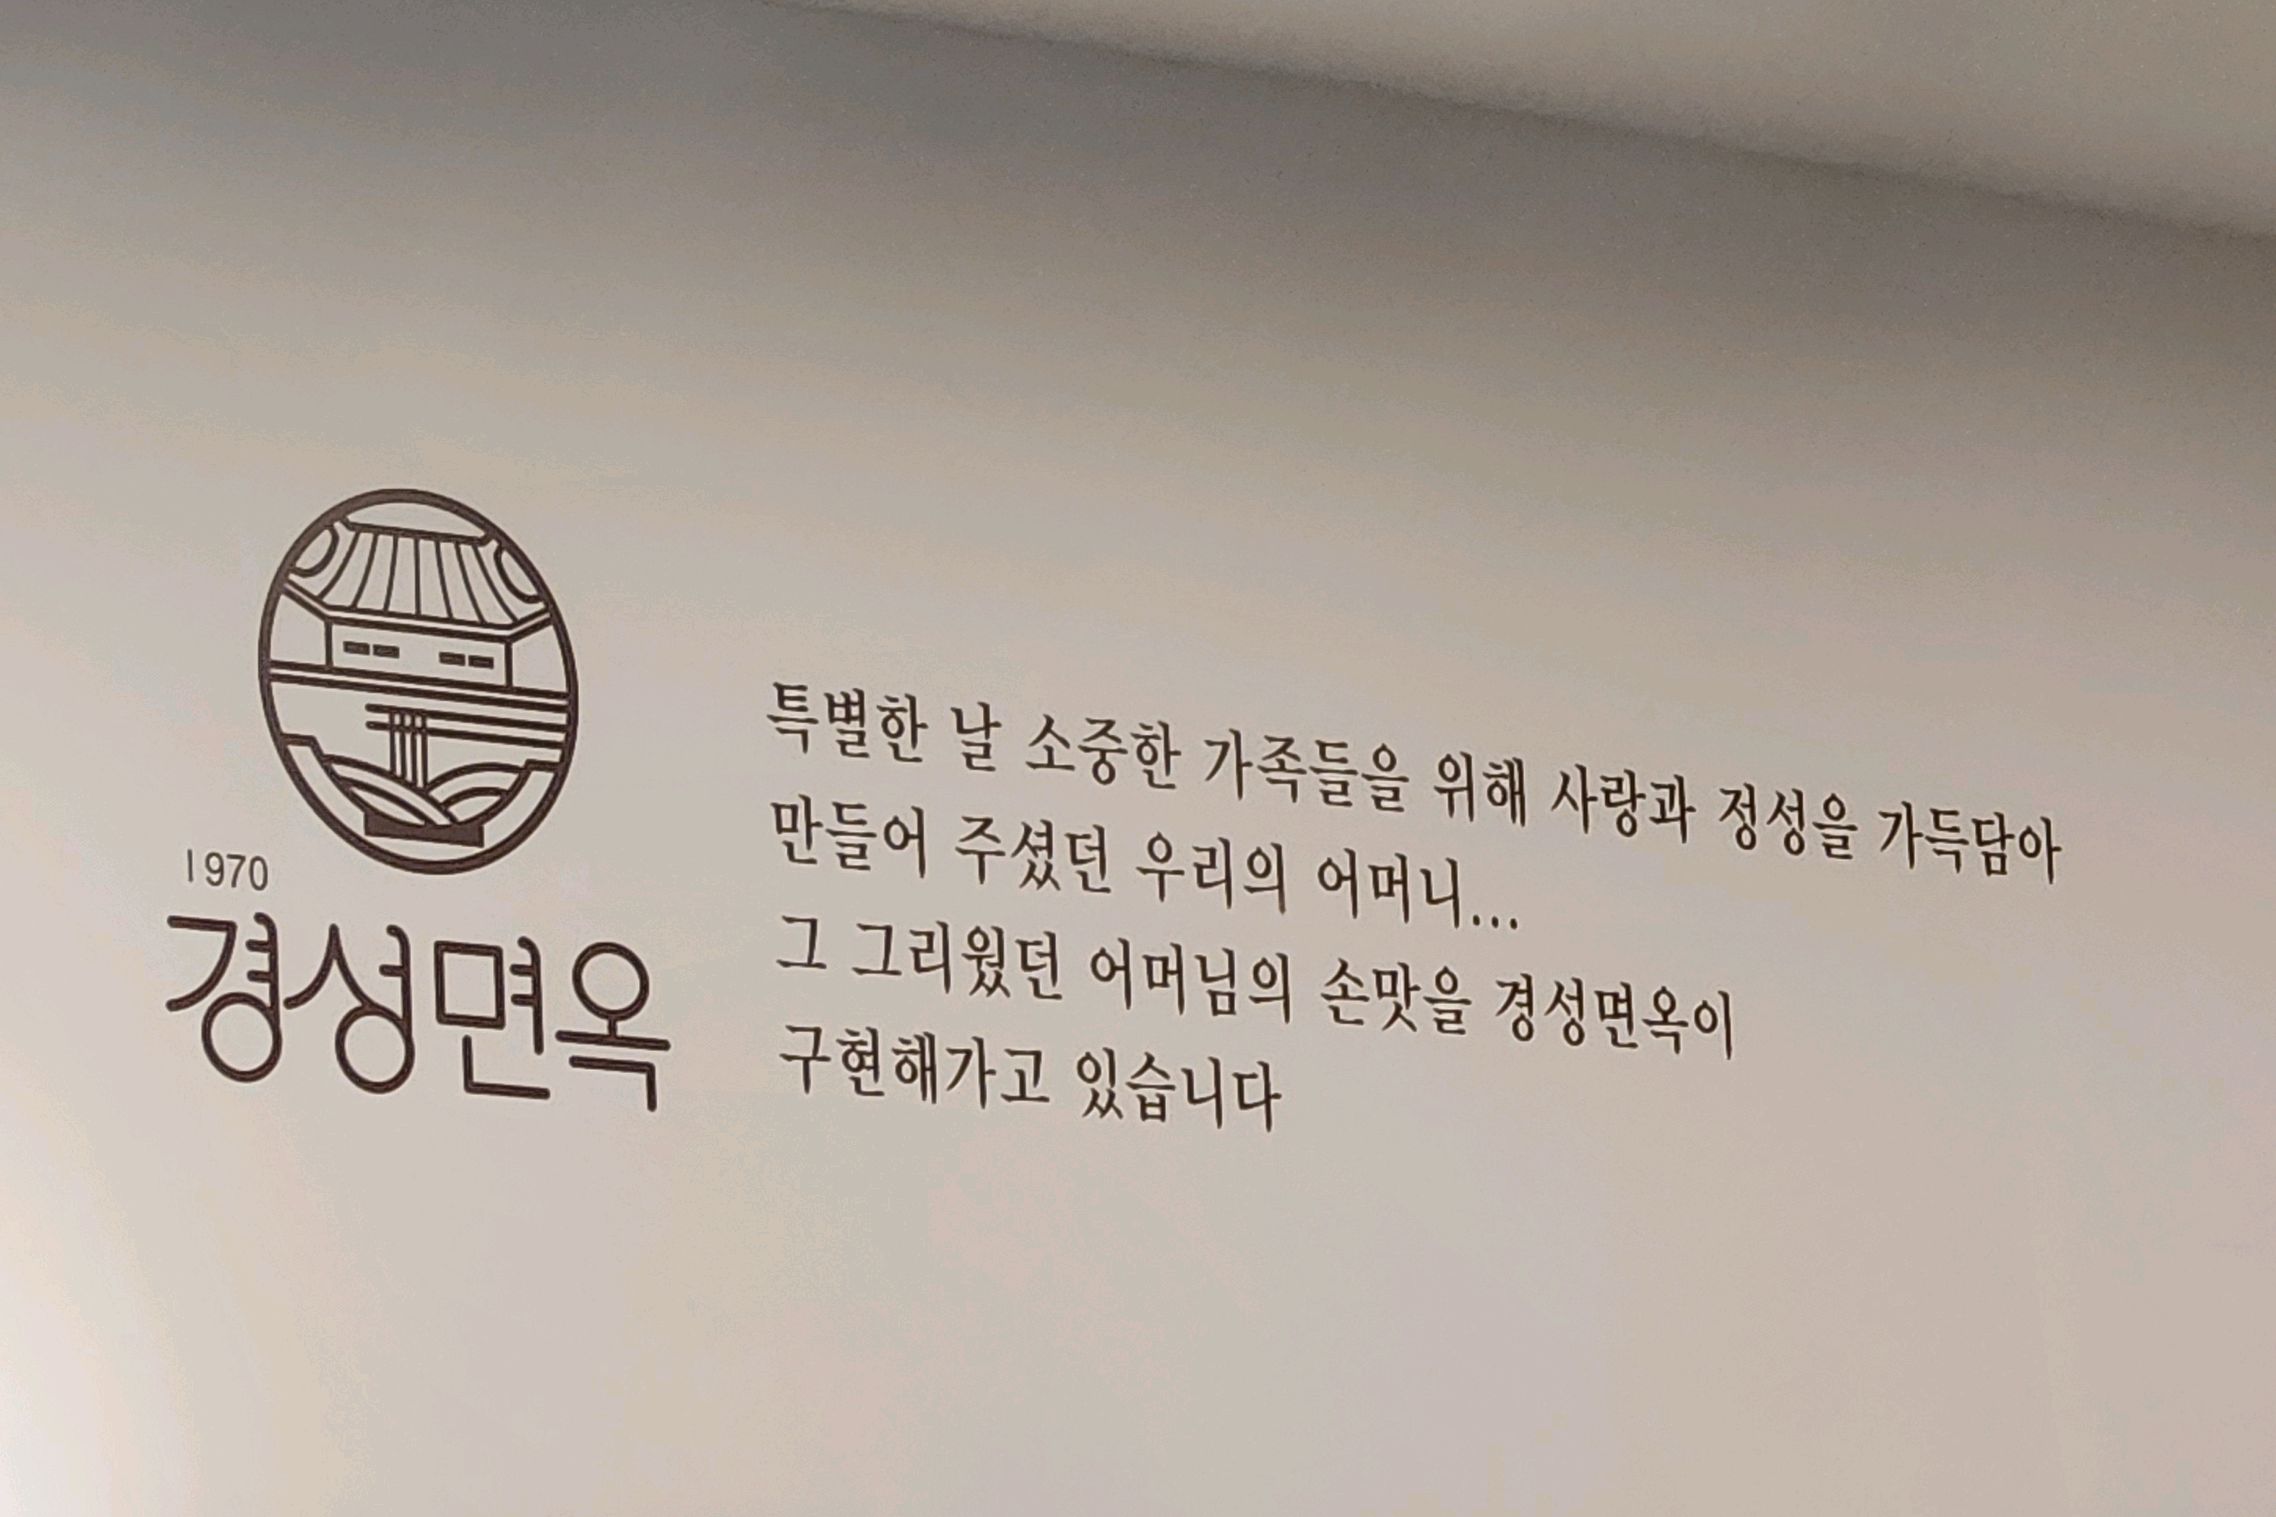 1970
경성면옥
특별한 날 소중한 가족들을 위해 사랑과 정성을 가득담아
만들어 주셨던 우리의 어머니...
그 그리웠던 어머님의 손맛을 경성면옥이
구현해가고 있습니다